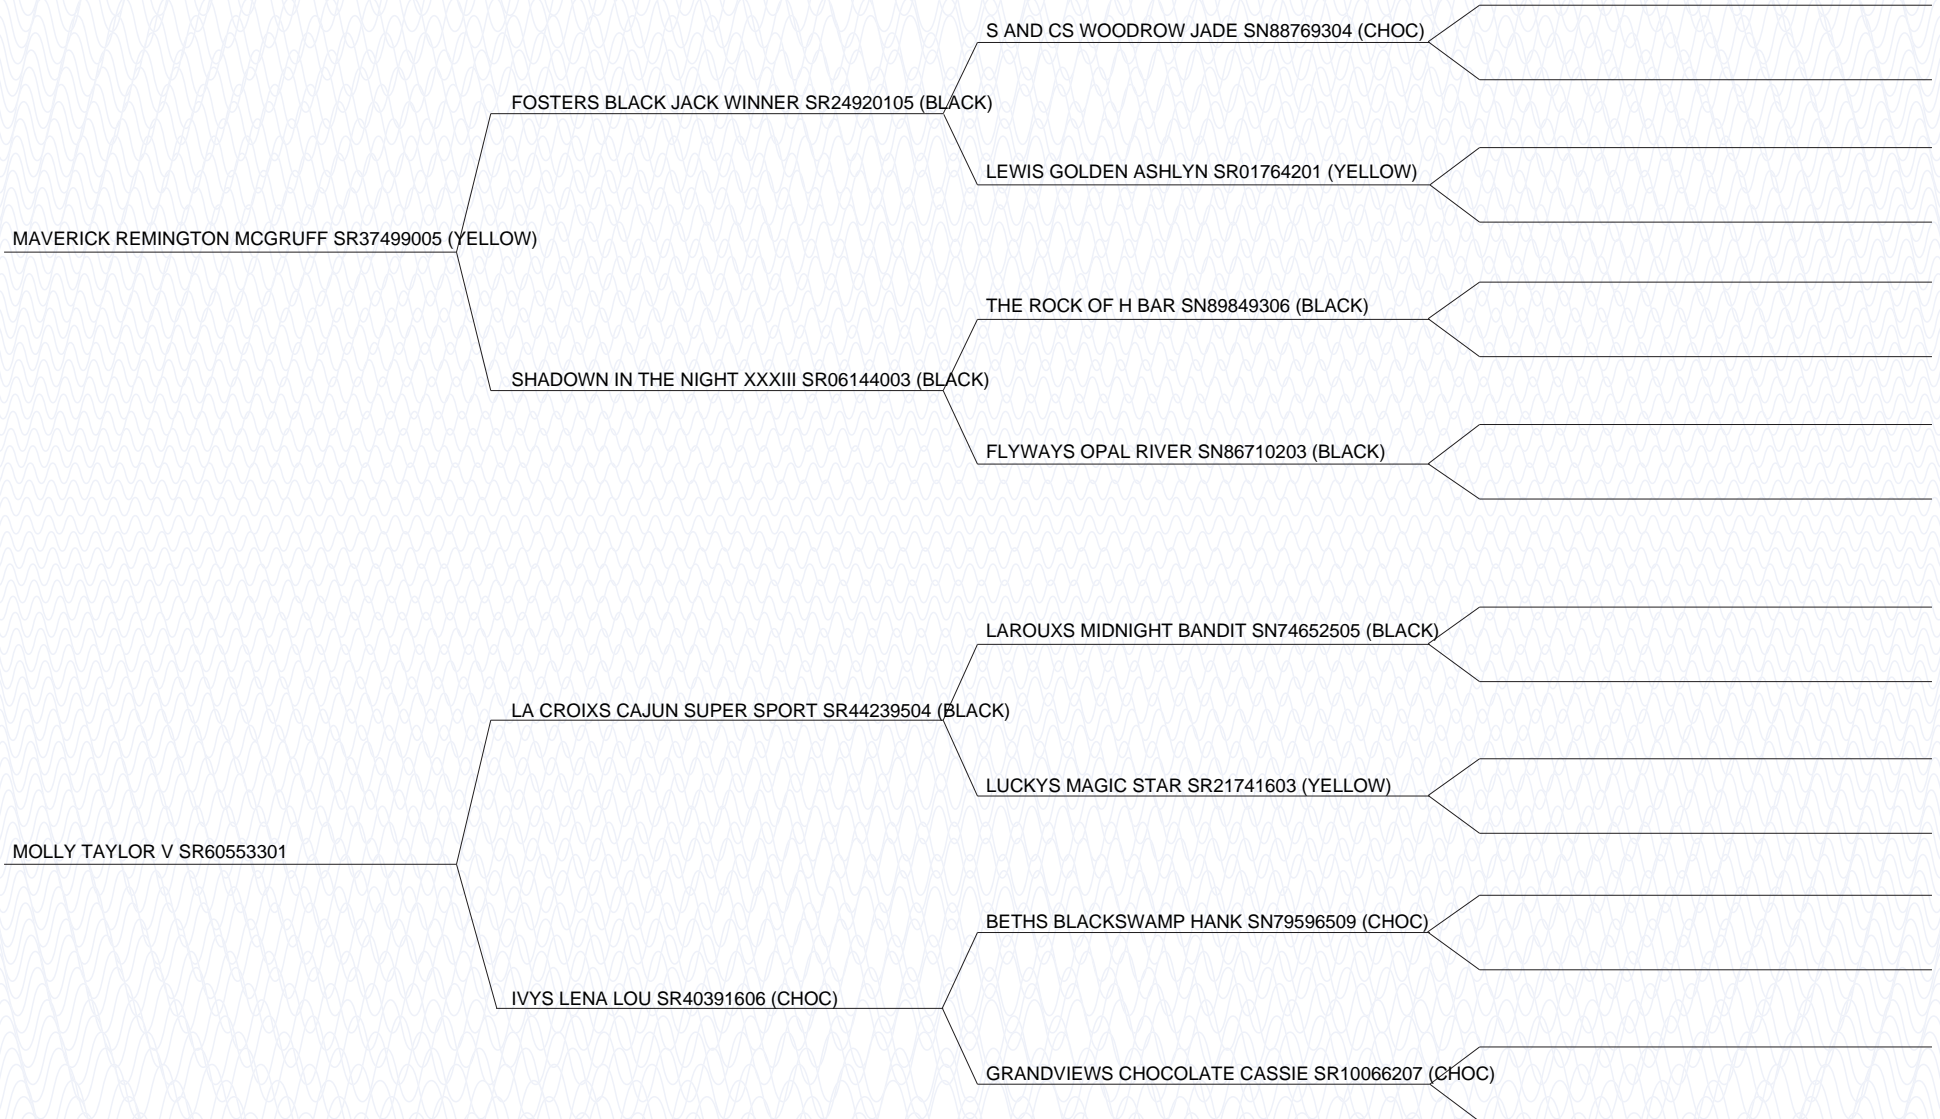 S AND CS WOODROW JADE SN88769304 (CHOC)
FOSTERS BLACK JACK WINNER SR24920105 (BLACK)
LEWIS GOLDEN ASHLYN SR01764201 (YELLOW)
MAVERICK REMINGTON MCGRUFF SR37499005 (YELLOW)
THE ROCK OF H BAR SN89849306 (BLACK)
SHADOWN IN THE NIGHT XXXIII SR06144003 (BLACK)
FLYWAYS OPAL RIVER SN86710203 (BLACK)
LAROUXS MIDNIGHT BANDIT SN74652505 (BLACK)
LA CROIXS CAJUN SUPER SPORT SR44239504 (BLACK)
LUCKYS MAGIC STAR SR21741603 (YELLOW)
MOLLY TAYLOR V SR60553301
BETHS BLACKSWAMP HANK SN79596509 (CHOC)
IVYS LENA LOU SR40391606 (CHOC)
GRANDVIEWS CHOCOLATE CASSIE SR10066207 (CHOC)